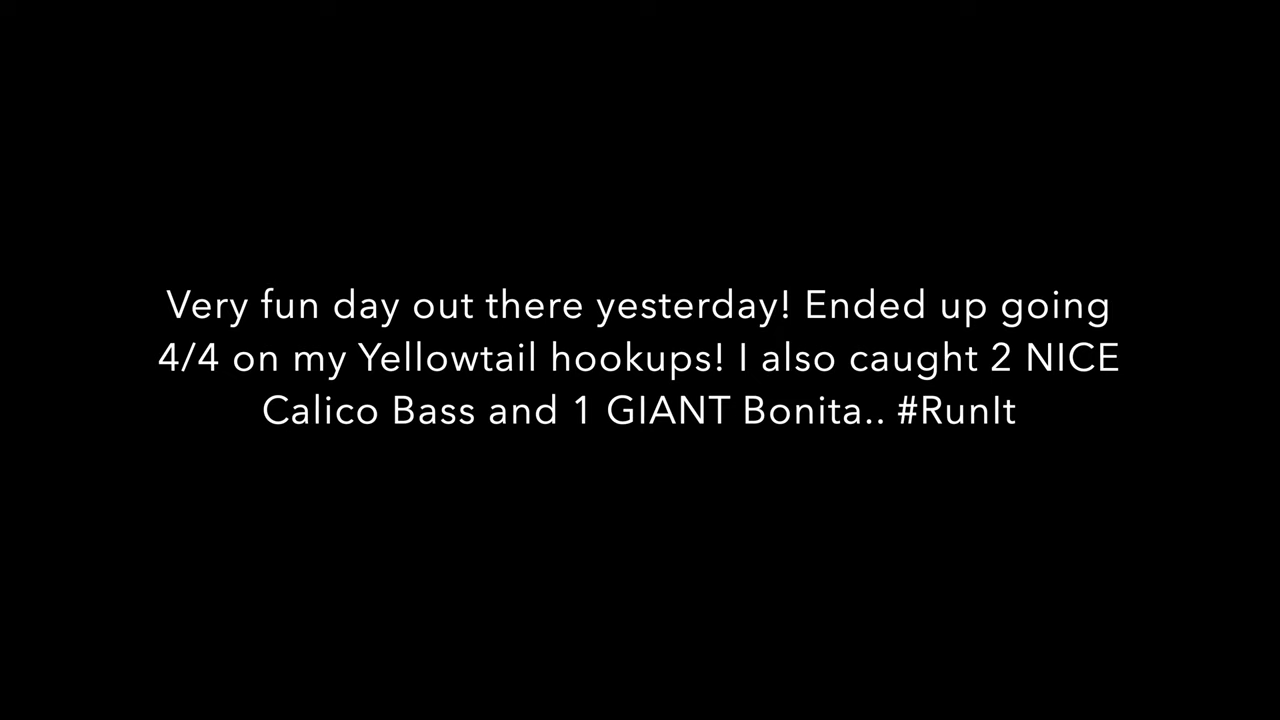 Very fun day out there yesterday! Ended up going
4/4 on my Yellowtail hookups! I also caught 2 NICE
Calico Bass and 1 GIANT Bonita.. #RunIt